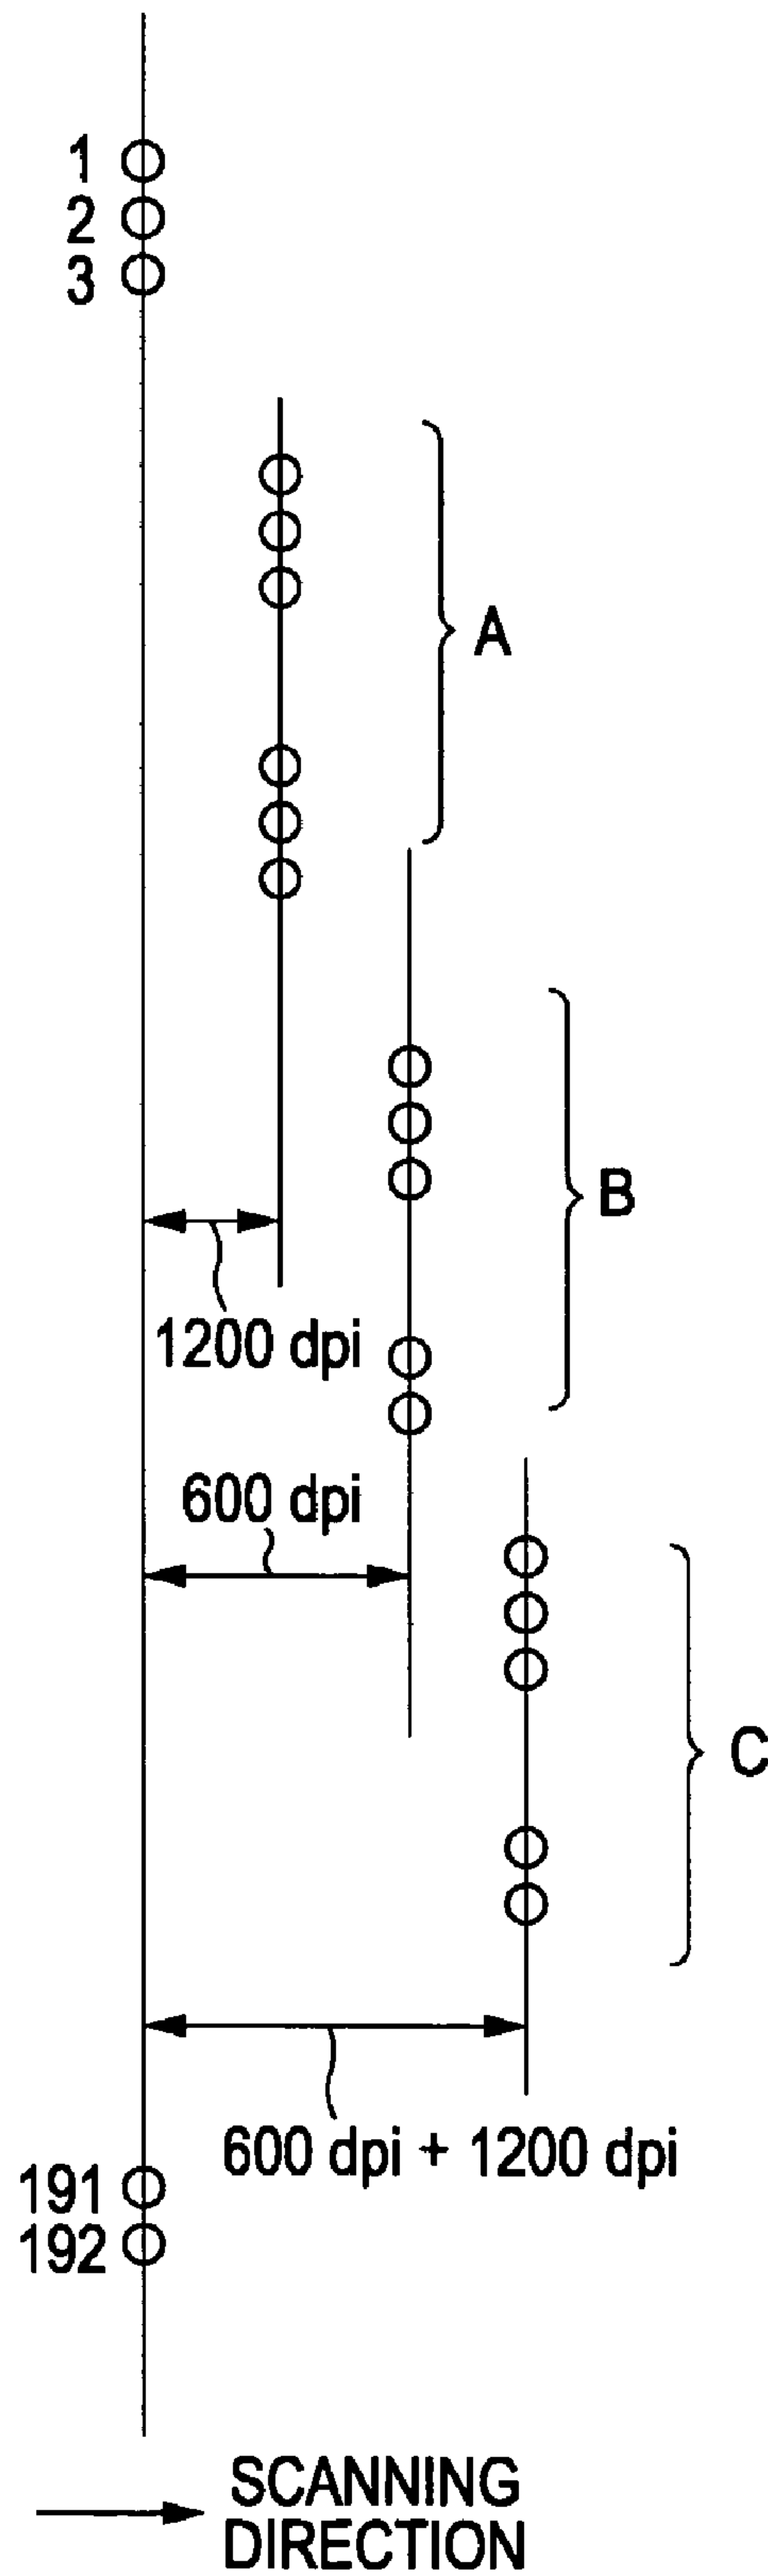 1
2
3
A
B
1200 dpi
600 dpi
C
600 dpi + 1200 dpi
191
192
SCANNING
DIRECTION